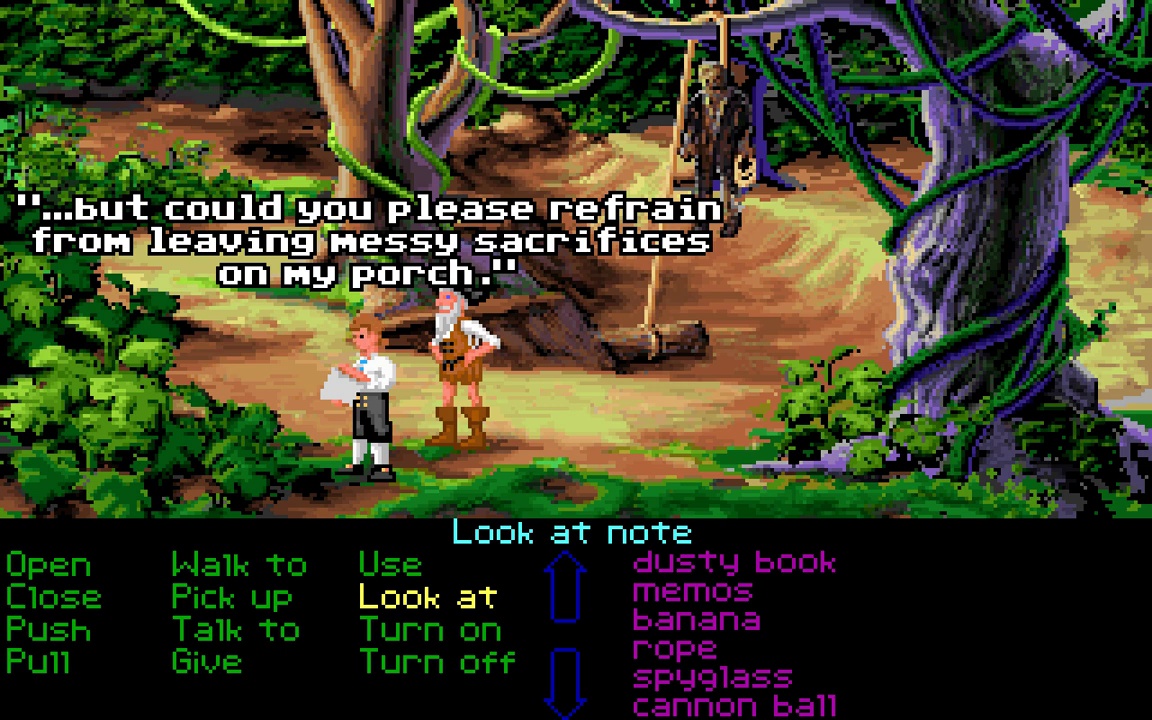 "...but could you please refrain
from leaving messy sacrifices
on my porch."
Look at note
Open Walk to Use
Close Pick up Look at
Push Talk to Turn on
Pull Give Turn off
dusty book
memos
banana
rope
spyglass
cannon ball